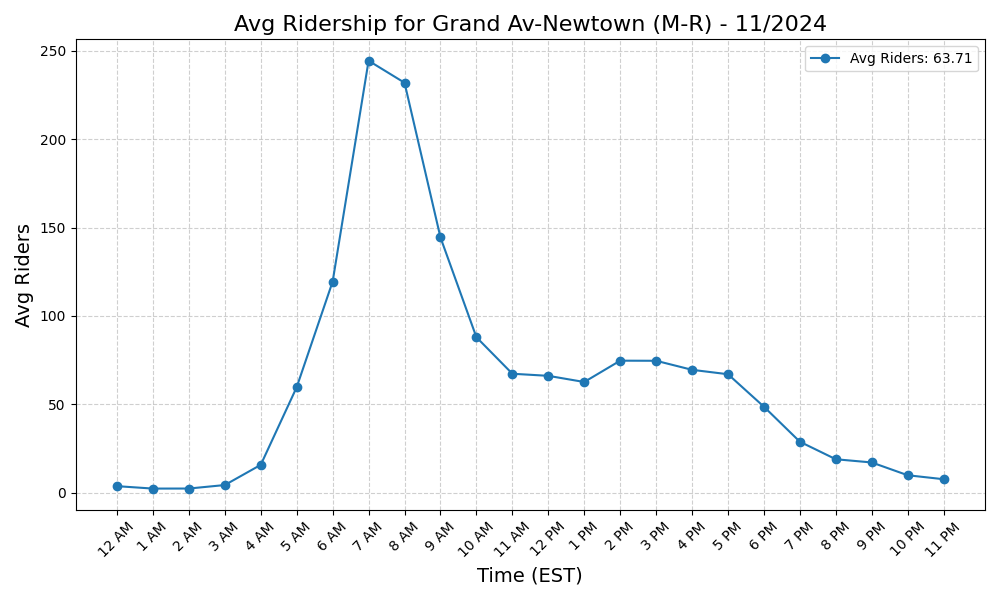 Avg Ridership for Grand Av-Newtown (M-R) - 11/2024
Avg Riders: 63.71
Avg Riders
250
200
150
100
50
0
12 AM
1 AM
2 AM
3 AM
4 AM
5 AM
6 AM
7 AM
8 AM
9 AM
10 AM
11 AM
12 PM
1 PM
2 PM
3 PM
4 PM
5 PM
6 PM
7 PM
8 PM
9 PM
10 PM
11 PM
Time (EST)